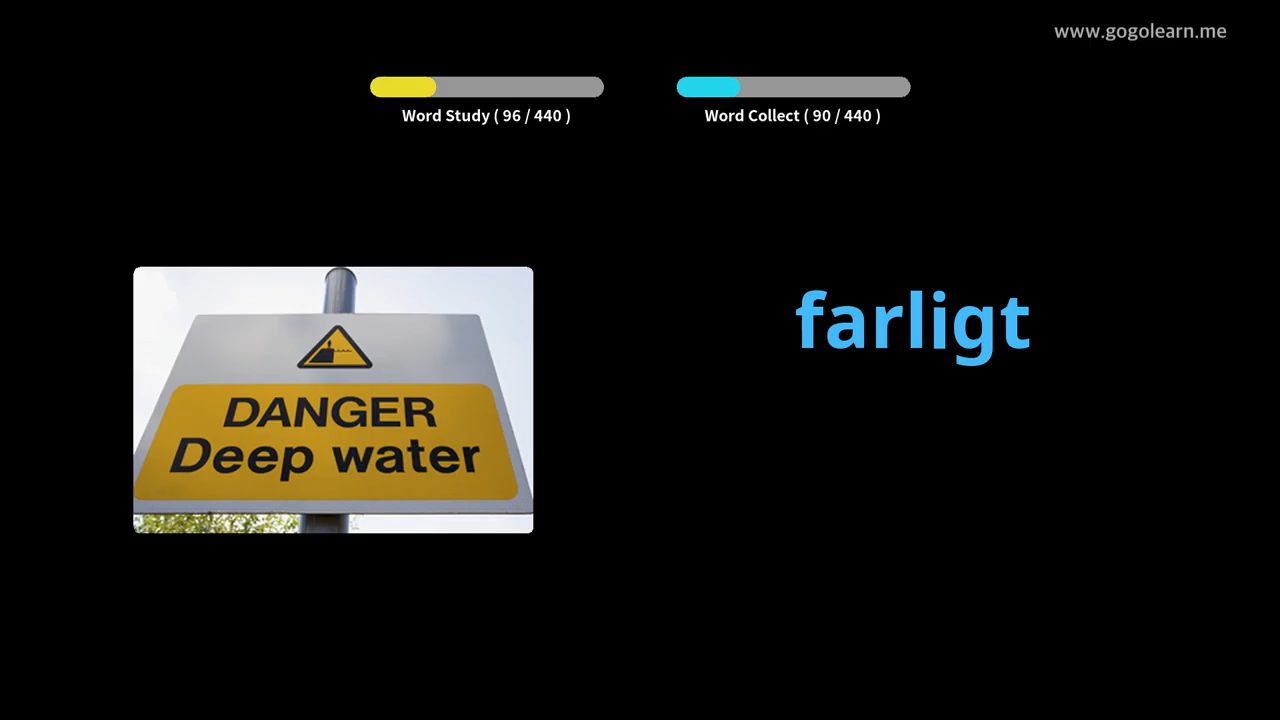 www.gogolearn.me
Word Study ( 96 / 440 )
Word Collect ( 90 / 440 )
DANGER
Deep water
farligt